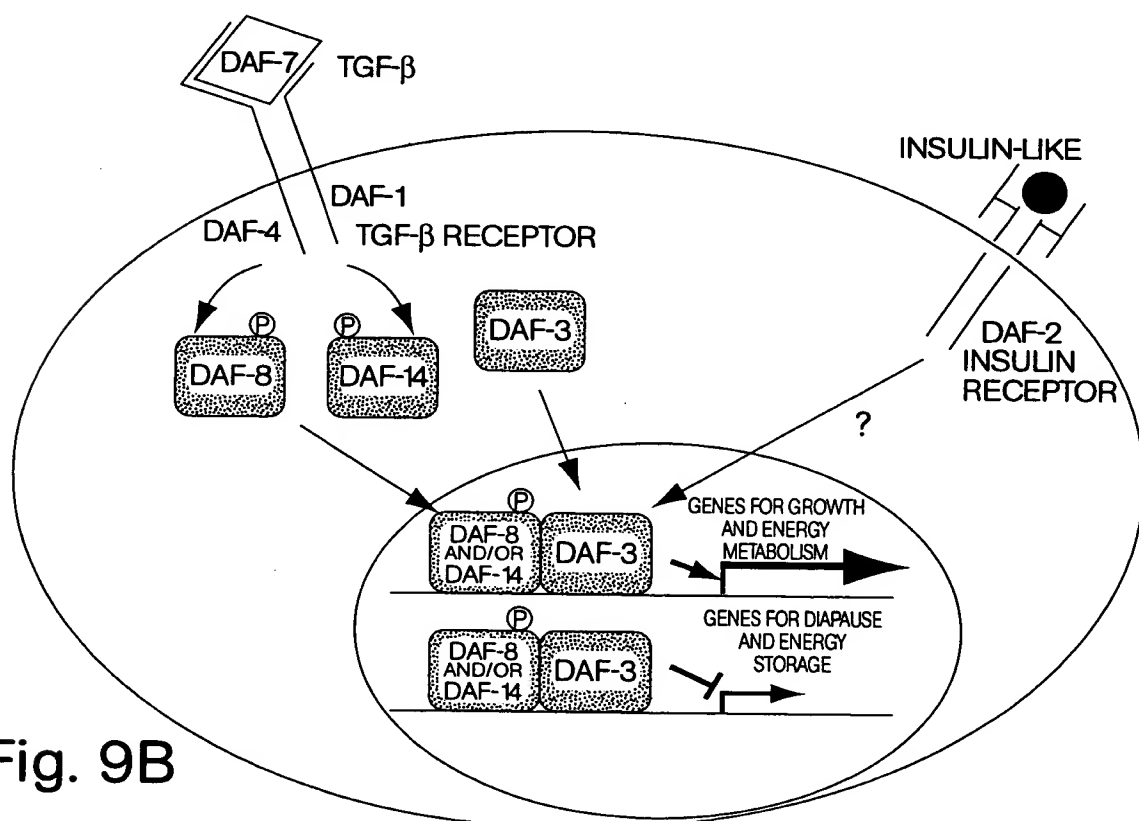 DAF-7 TGF-β
INSULIN-LIKE
DAF-1
DAF-4 TGF-β RECEPTOR
P P
DAF-8 DAF-14 DAF-3
DAF-2
INSULIN
RECEPTOR
?
P
DAF-8
AND/OR
DAF-14
DAF-3
GENES FOR GROWTH
AND ENERGY
METABOLISM
P
DAF-8
AND/OR
DAF-14
DAF-3
GENES FOR DIAPAUSE
AND ENERGY
STORAGE
Fig. 9B